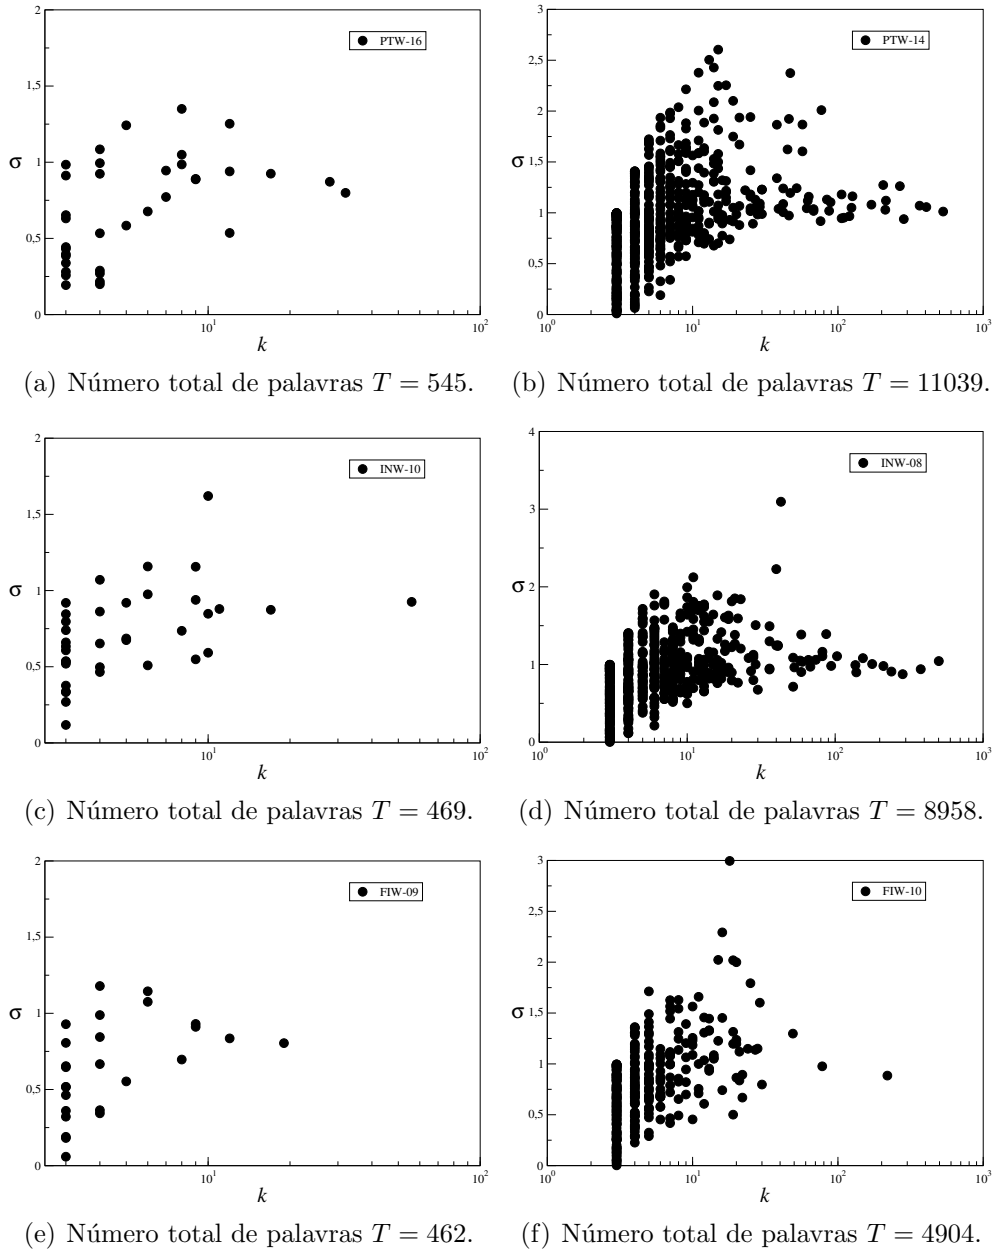 2
1,5
σ 1
0,5
0
10¹ 10²
k
PTW-16
(a) Número total de palavras T = 545.
3
2,5
2
σ 1,5
1
0,5
0
10⁰ 10¹ 10² 10³
k
PTW-14
(b) Número total de palavras T = 11039.
2
1,5
σ 1
0,5
0
10¹ 10²
k
INW-10
(c) Número total de palavras T = 469.
4
3
σ 2
1
0
10⁰ 10¹ 10² 10³
k
INW-08
(d) Número total de palavras T = 8958.
2
1,5
σ 1
0,5
0
10¹ 10²
k
FIW-09
(e) Número total de palavras T = 462.
3
2,5
2
σ 1,5
1
0,5
0
10⁰ 10¹ 10² 10³
k
FIW-10
(f) Número total de palavras T = 4904.